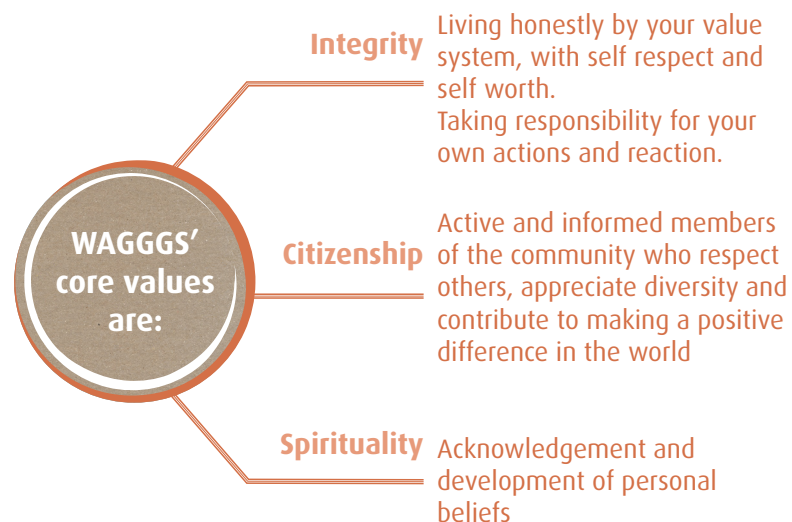 WAGGGS'
core values
are:
Integrity
Living honestly by your value
system, with self respect and
self worth.
Taking responsibility for your
own actions and reaction.
Citizenship
Active and informed members
of the community who respect
others, appreciate diversity and
contribute to making a positive
difference in the world
Spirituality
Acknowledgement and
development of personal
beliefs